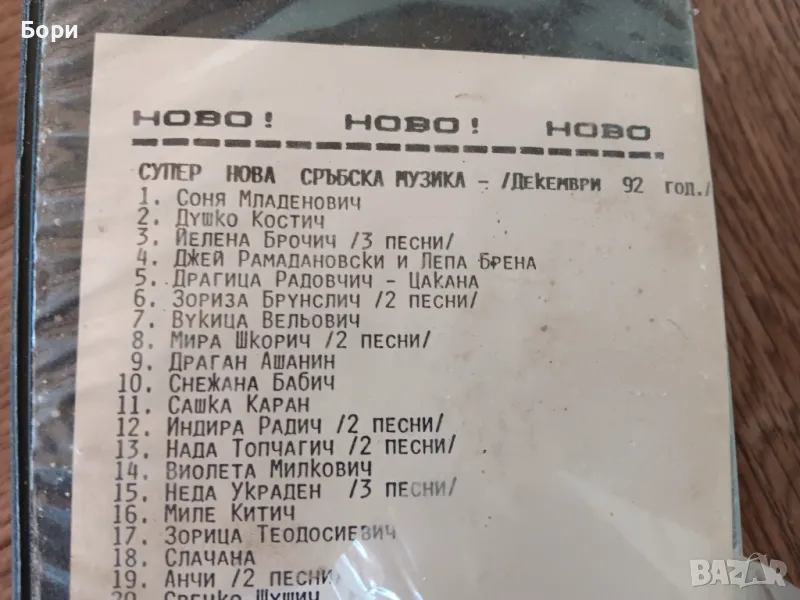 Бори
НОВО! НОВО! НОВО
СУПЕР НОВА СРЪБСКА МУЗИКА - /ДЕКЕМВРИ 92 ГОД./
1. СОНЯ МЛАДЕНОВИЧ
2. ДУШКО КОСТИЧ
3. ЙЕЛЕНА БРОЧИЧ /3 ПЕСНИ/
4. ДЖЕЙ РАМАДАНОВСКИ И ЛЕПА БРЕНА
5. ДРАГИЦА РАДОВЧИЧ - ЦАКАНА
6. ЗОРИЗА БРУНСЛИЧ /2 ПЕСНИ/
7. ВУКИЦА ВЕЛЬОВИЧ
8. МИРА ШКОРИЧ /2 ПЕСНИ/
9. ДРАГАН АШАНИН
10. СНЕЖАНА БАБИЧ
11. САШКА КАРАН
12. ИНДИРА РАДИЧ /2 ПЕСНИ/
13. НАДА ТОПЧАГИЧ /2 ПЕСНИ/
14. ВИОЛЕТА МИЛКОВИЧ
15. НЕДА УКРАДЕН /3 ПЕСНИ/
16. МИЛЕ КИТИЧ
17. ЗОРИЦА ТЕОДОСИЕВИЧ
18. СЛАЧАНА
19. АНЧИ /2 ПЕСНИ/
20.
BAZAR